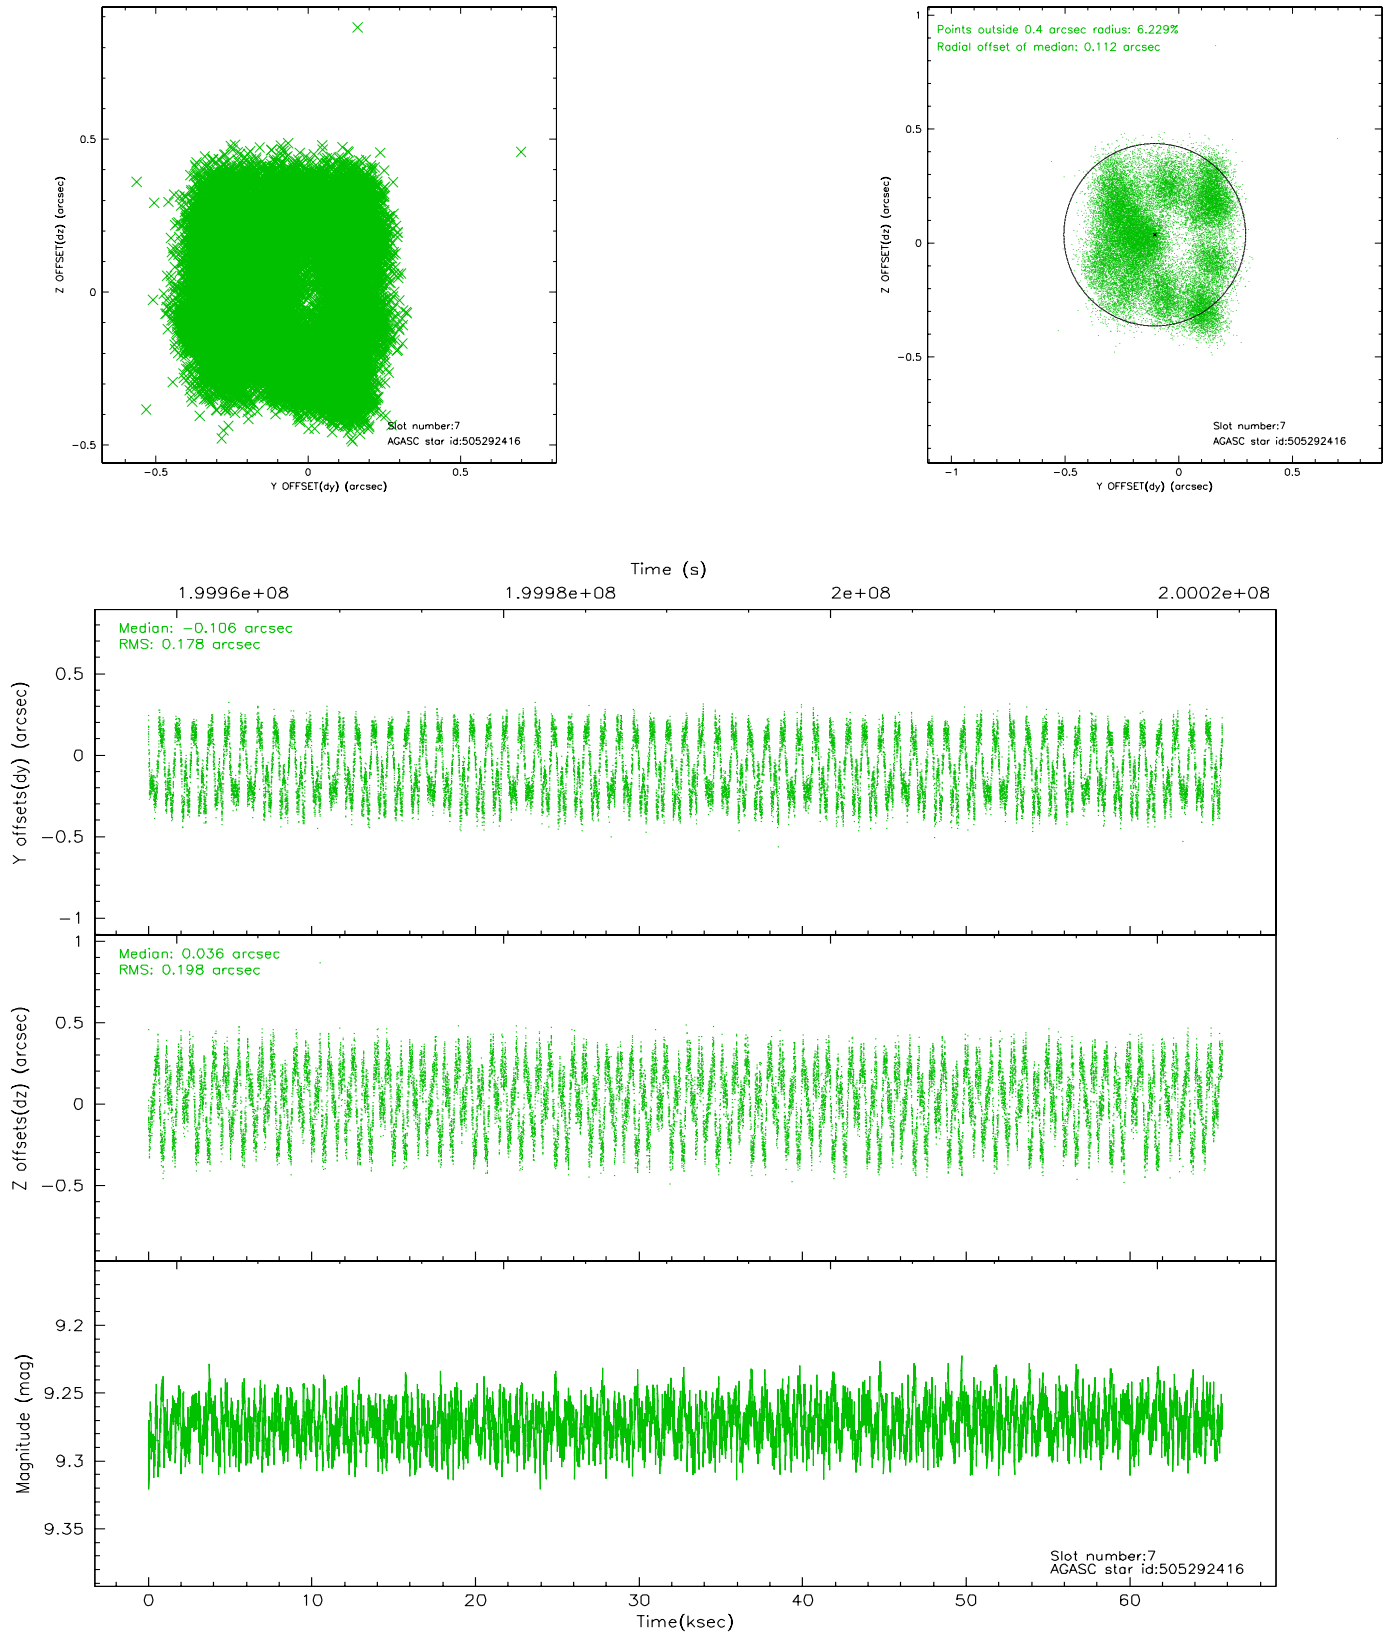 0.5
0
−0.5
Z OFFSET(dz) (arcsec)
Slot number:7
AGASC star id:505292416
−0.5
0
0.5
Y OFFSET(dy) (arcsec)
Points outside 0.4 arcsec radius: 6.229%
Radial offset of median: 0.112 arcsec
1
0.5
0
−0.5
Z OFFSET(dz) (arcsec)
Slot number:7
AGASC star id:505292416
−1
−0.5
0
0.5
Y OFFSET(dy) (arcsec)
Time (s)
1.9996e+08
1.9998e+08
2e+08
2.0002e+08
Median: −0.106 arcsec
RMS: 0.178 arcsec
0.5
0
−0.5
−1
Y offsets(dy) (arcsec)
Median: 0.036 arcsec
RMS: 0.198 arcsec
1
0.5
0
−0.5
Z offsets(dz) (arcsec)
9.2
9.25
9.3
9.35
Magnitude (mag)
Slot number:7
AGASC star id:505292416
0
10
20
30
40
50
60
Time(ksec)